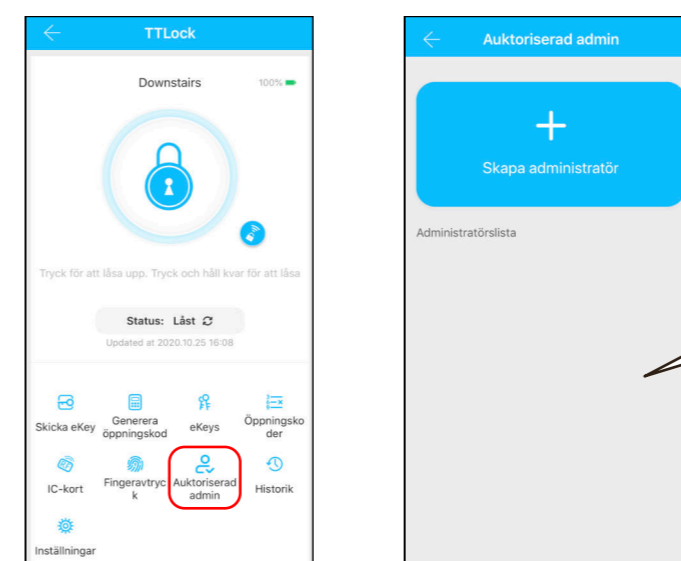 TTLock
Downstairs
100%
Tryck för att låsa upp. Tryck och håll kvar för att låsa
Status: Låst
Updated at 2020.10.25 16:08
Skicka eKey
Generera
öppningskod
eKeys
Öppningsko
der
IC-kort
Fingeravtryc
k
Auktoriserad
admin
Historik
Inställningar
Auktoriserad admin
Skapa administratör
Administratörslista